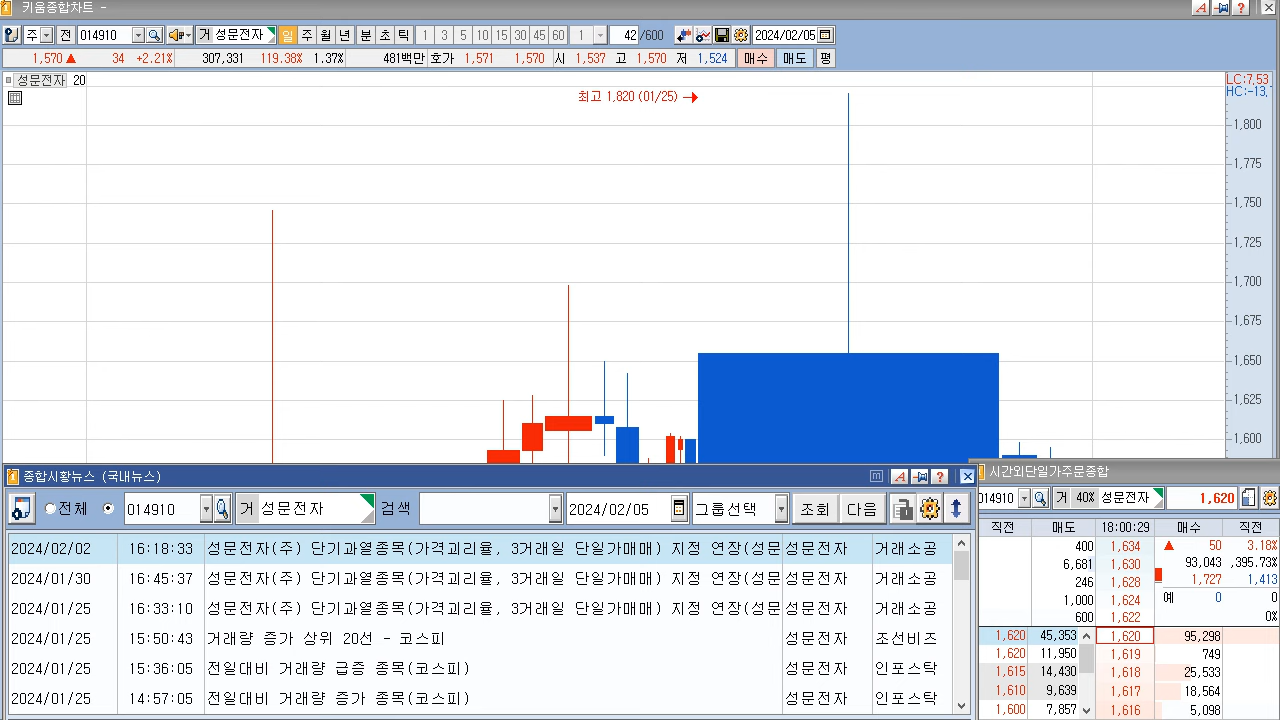 키움종합차트 -
주 전 014910 거 성문전자 일 주 월 년 분 초 틱 1 3 5 10 15 30 45 60 1 42 /600 2024/02/05
1,570 ▲ 34 +2.21% 307,331 119.38% 1.37% 481백만 호가 1,571 1,570 시 1,537 고 1,570 저 1,524 매수 매도 평
성문전자 20
LC:7,53
HC:-13,
최고 1,820 (01/25)
1,800
1,775
1,750
1,725
1,700
1,675
1,650
1,625
1,600
종합시황뉴스 (국내뉴스)
전체 014910 거 성문전자 검색 2024/02/05 그룹선택 조회 다음
2024/02/02 16:18:33 성문전자(주) 단기과열종목(가격괴리율, 3거래일 단일가매매) 지정 연장(성문 성문전자 거래소공
2024/01/30 16:45:37 성문전자(주) 단기과열종목(가격괴리율, 3거래일 단일가매매) 지정 연장(성문 성문전자 거래소공
2024/01/25 16:33:10 성문전자(주) 단기과열종목(가격괴리율, 3거래일 단일가매매) 지정 연장(성문 성문전자 거래소공
2024/01/25 15:50:43 거래량 증가 상위 20선 - 코스피 성문전자 조선비즈
2024/01/25 15:36:05 전일대비 거래량 급증 종목(코스피) 성문전자 인포스탁
2024/01/25 14:57:05 전일대비 거래량 증가 종목(코스피) 성문전자 인포스탁
시간외단일가주문종합
014910 거 40% 성문전자 1,620
직전 매도 18:00:29 매수 직전
400 1,634 ▲ 50 3.18%
6,681 1,630 93,043 ,395.73%
246 1,628 1,727 1,413
1,000 1,624 예 0 0
600 1,622 0%
1,620 45,353 1,620 95,298
1,620 11,950 1,619 749
1,615 14,430 1,618 25,533
1,610 9,639 1,617 18,564
1,600 7,857 1,616 5,098